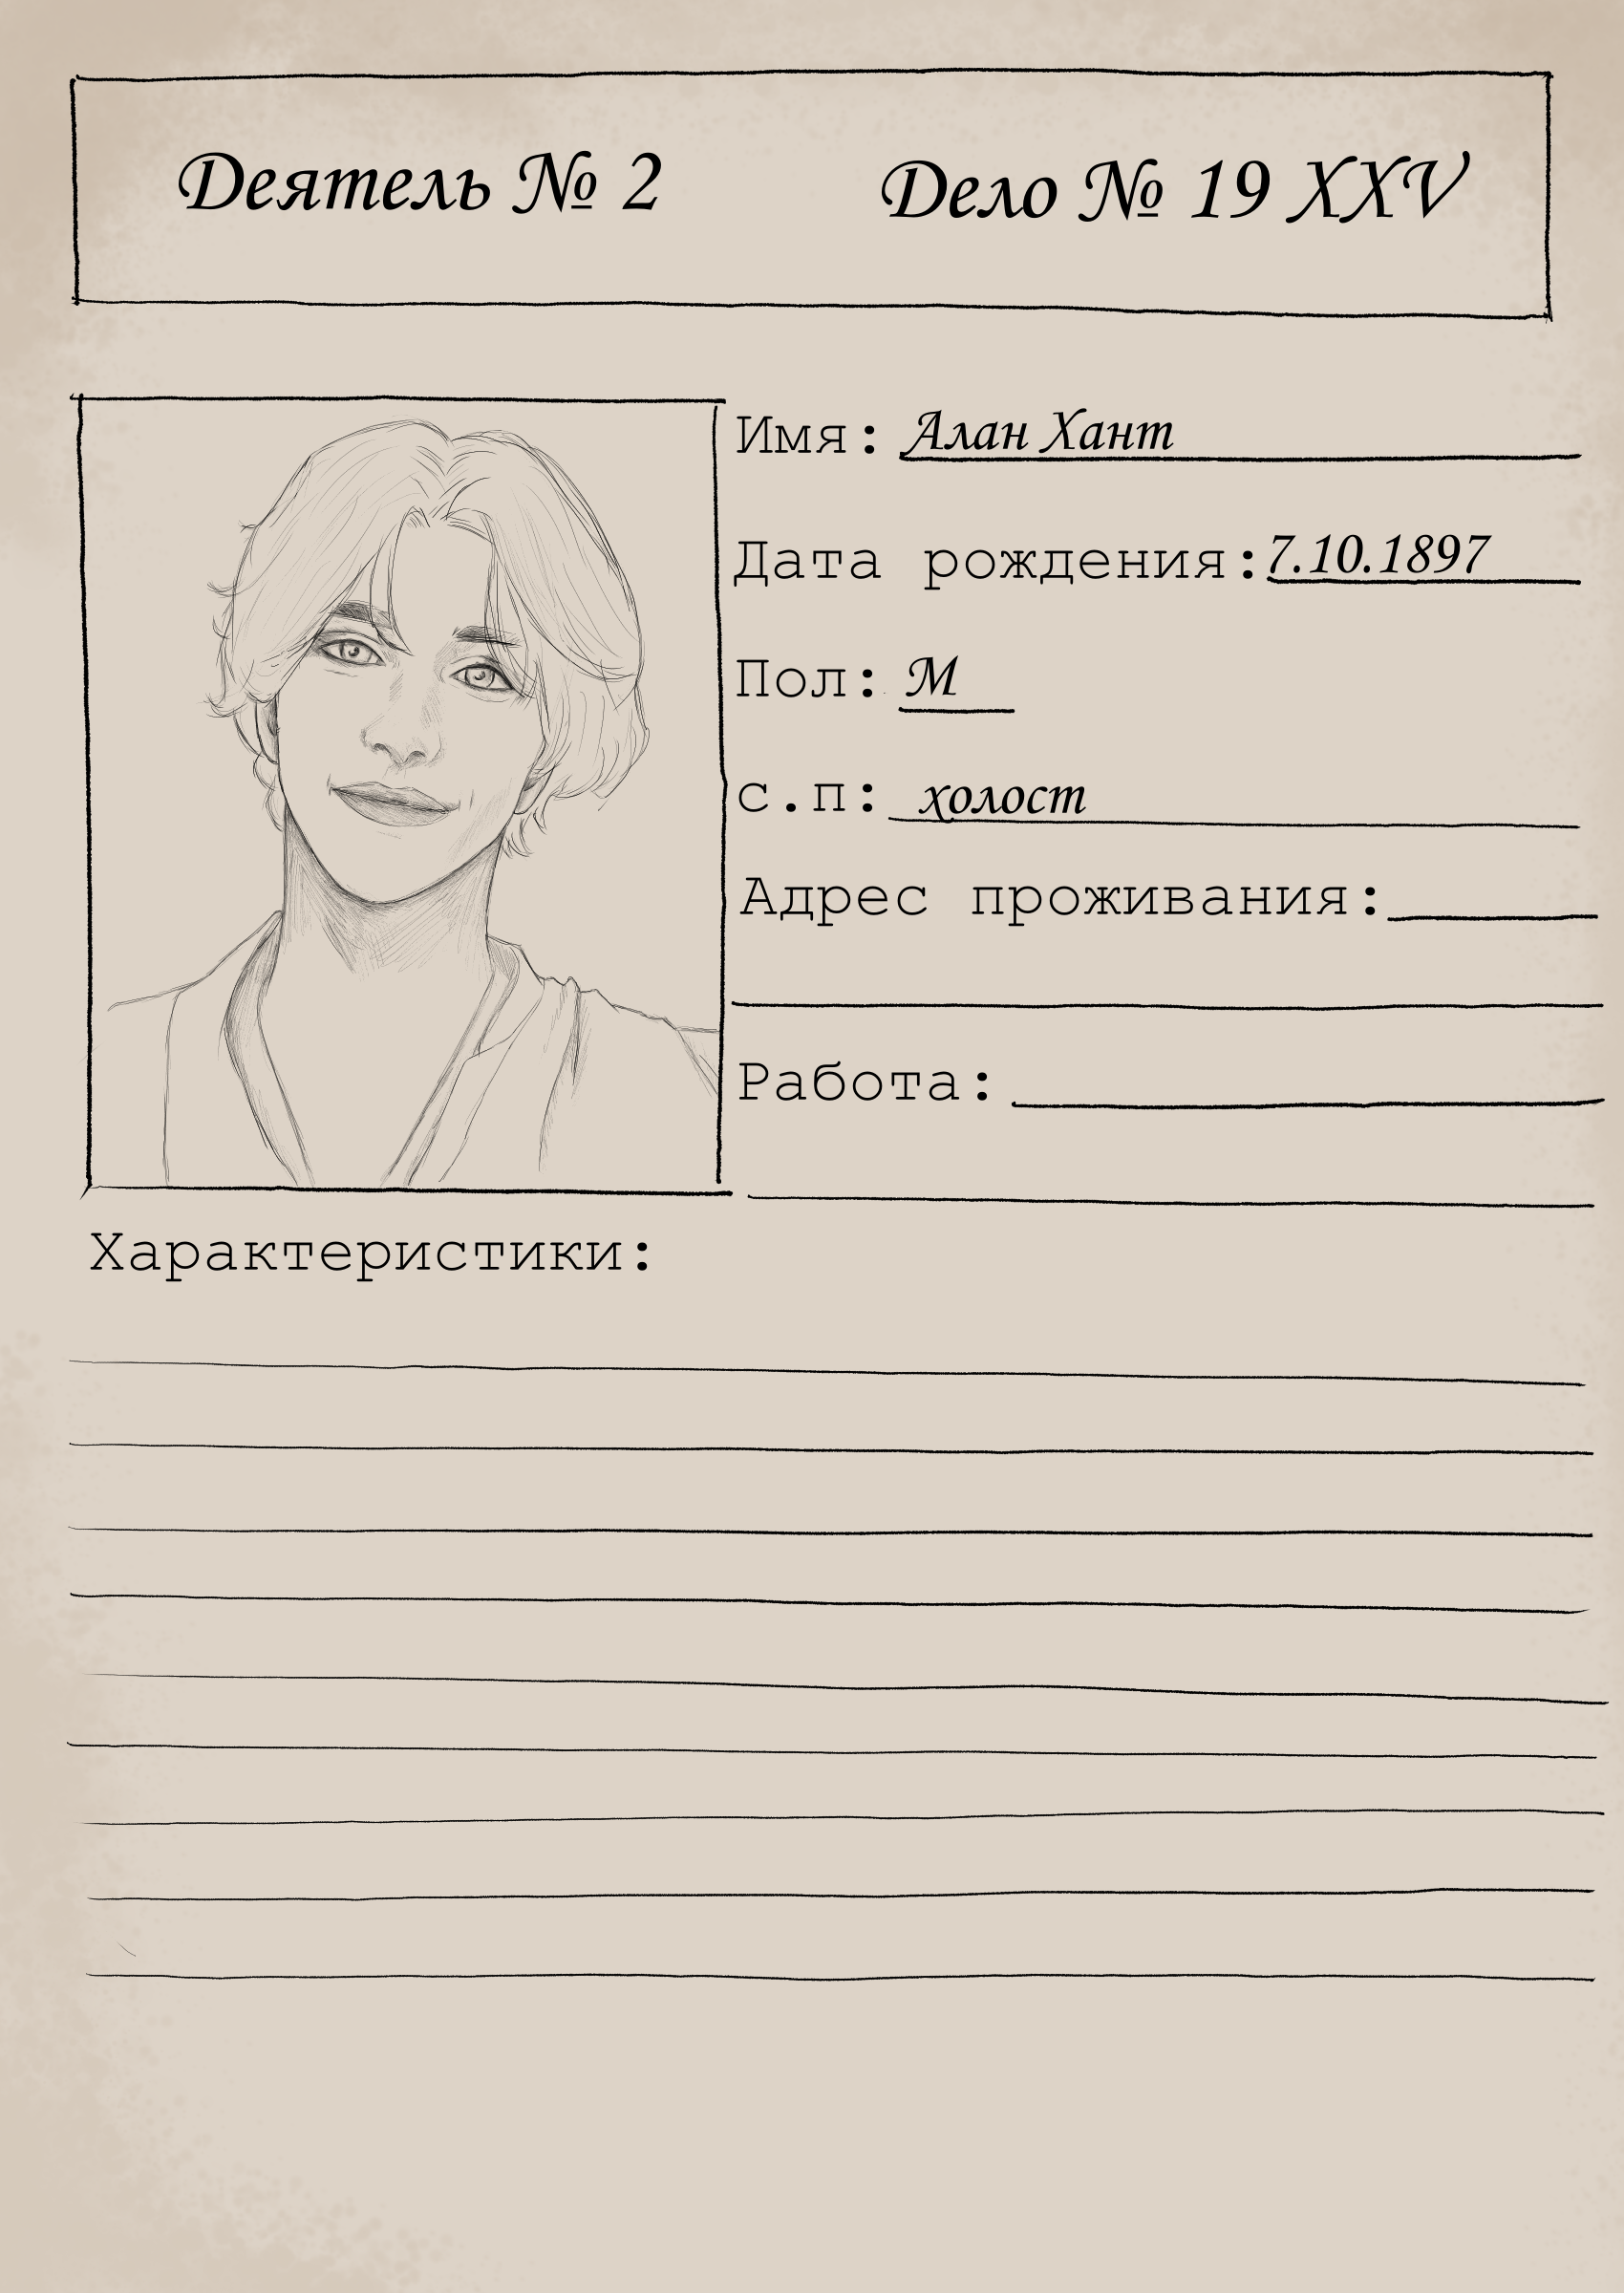 Деятель № 2 Дело № 19 XXV
Имя: Алан Хант
Дата рождения: 7.10.1897
Пол: М
с.п: холост
Адрес проживания:
Работа:
Характеристики: